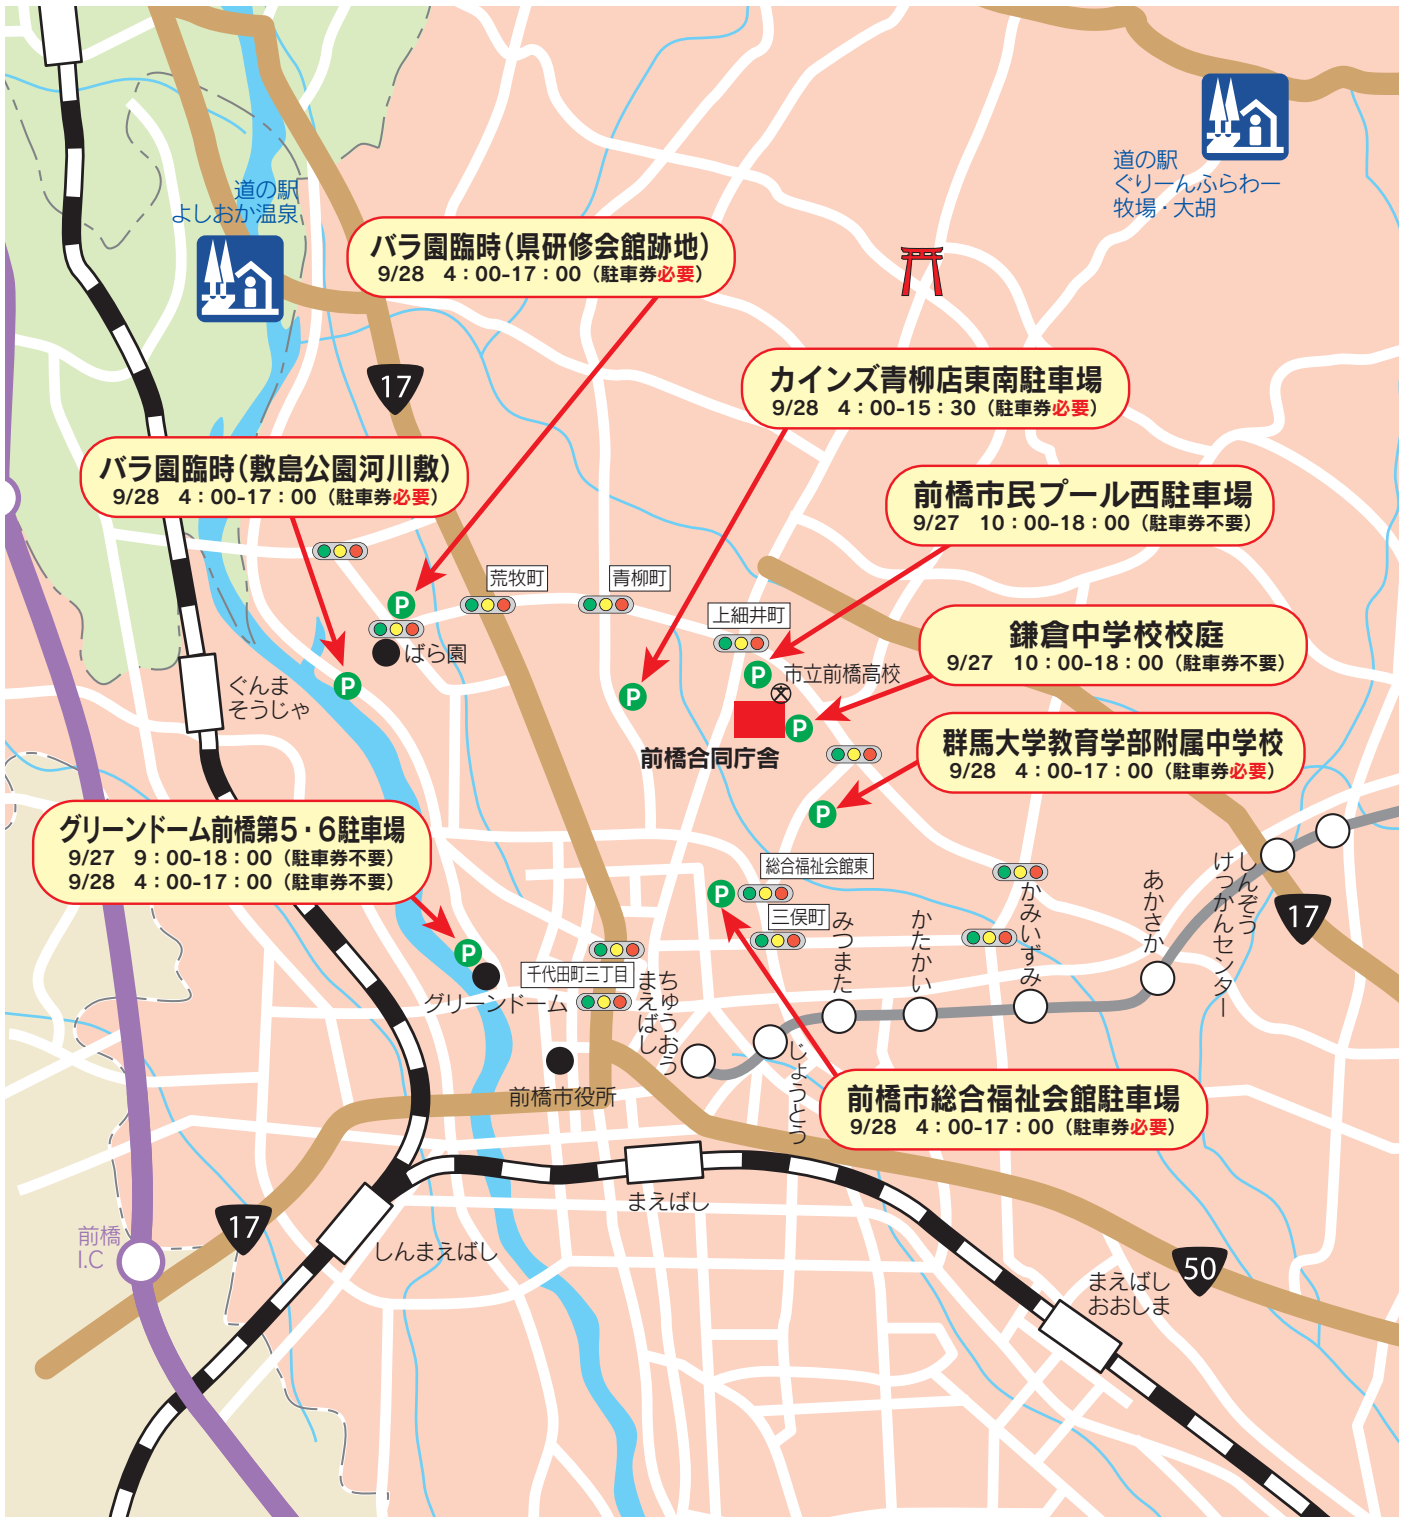 道の駅
よしおか温泉
道の駅
ぐりーんふらわー
牧場・大胡
バラ園臨時(県研修会館跡地)
9/28 4:00-17:00(駐車券必要)
カインズ青柳店東南駐車場
9/28 4:00-15:30(駐車券必要)
17
バラ園臨時(敷島公園河川敷)
9/28 4:00-17:00(駐車券必要)
前橋市民プール西駐車場
9/27 10:00-18:00(駐車券不要)
荒牧町
青柳町
上細井町
P
ばら園
P
P
P
市立前橋高校
文
P
前橋合同庁舎
鎌倉中学校校庭
9/27 10:00-18:00(駐車券不要)
ぐんま
そうじゃ
群馬大学教育学部附属中学校
9/28 4:00-17:00(駐車券必要)
P
グリーンドーム前橋第5・6駐車場
9/27 9:00-18:00(駐車券不要)
9/28 4:00-17:00(駐車券不要)
総合福祉会館東
P
三俣町
みつまた
かたかい
かみいずみ
あかさか
しんぞう
けっかんセンター
17
P
グリーンドーム
千代田町三丁目
ちゅうおう
まえばし
じょうとう
前橋市役所
前橋市総合福祉会館駐車場
9/28 4:00-17:00(駐車券必要)
まえばし
17
前橋
I.C
しんまえばし
50
まえばし
おおしま